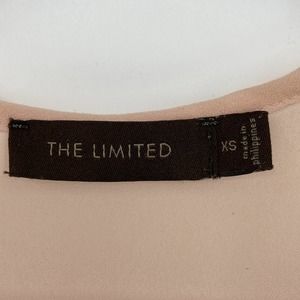 THE LIMITED
XS
made in
philippines